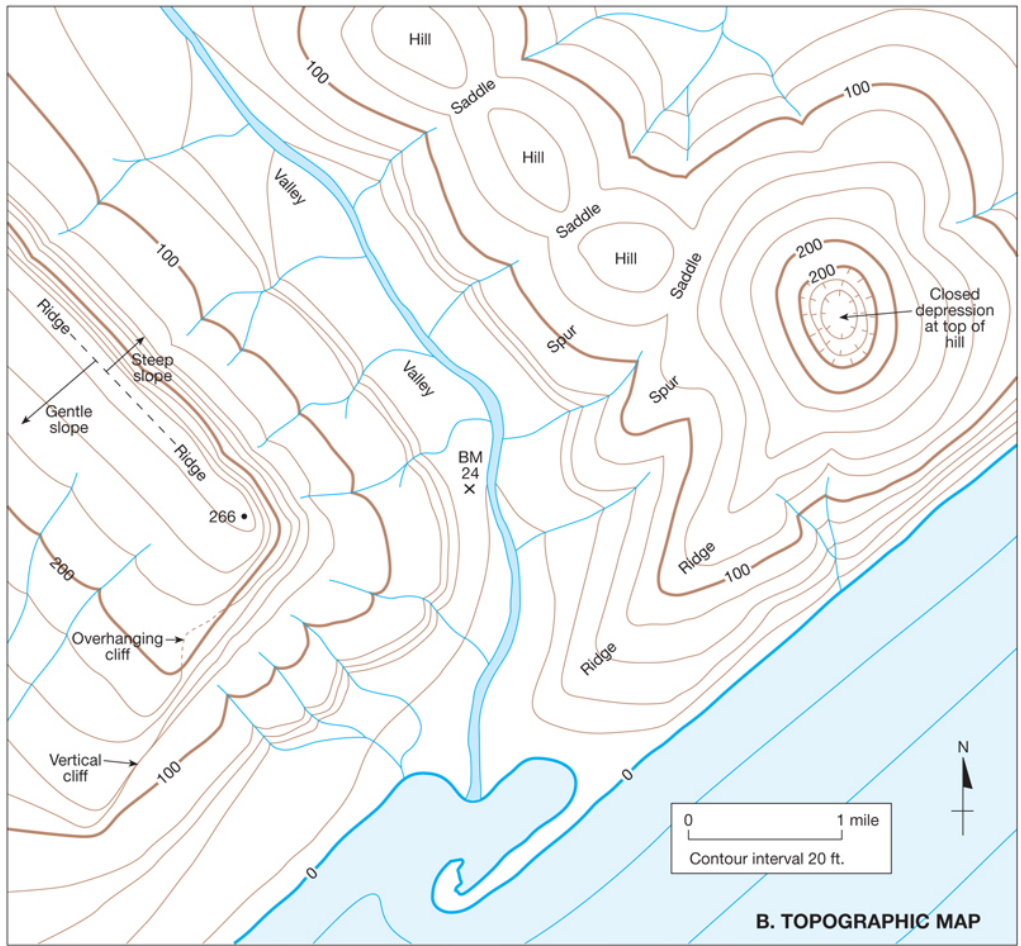 Hill
100
Saddle
100
Hill
Valley
Saddle
100
Hill
Saddle
200
200
Closed
depression
at top of
hill
Ridge
Steep
slope
Spur
Valley
Spur
Gentle
slope
Ridge
BM
24
266
200
Ridge
100
Overhanging
cliff
Ridge
Vertical
cliff
100
0
N
0
1 mile
Contour interval 20 ft.
0
B. TOPOGRAPHIC MAP